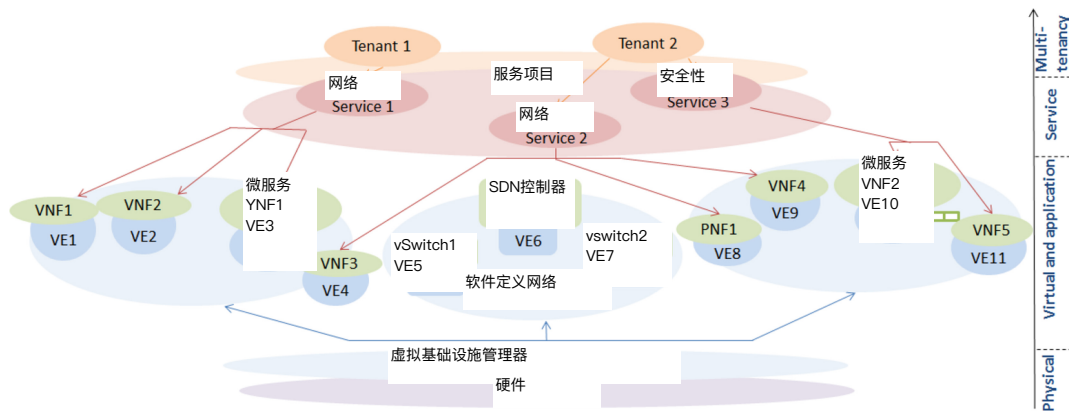 Tenant 1
Tenant 2
网络
Service 1
服务项目
网络
Service 2
安全性
Service 3
VNF1
VE1
VNF2
VE2
微服务
YNF1
VE3
VNF3
VE4
SDN控制器
VE6
vSwitch1
VE5
vswitch2
VE7
软件定义网络
VNF4
VE9
PNF1
VE8
微服务
VNF2
VE10
VNF5
VE11
虚拟基础设施管理器
硬件
Multi-
tenancy
Service
Virtual and application
Physical